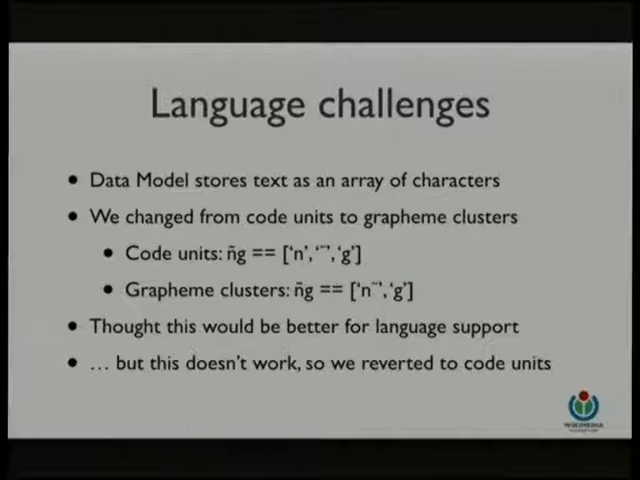 Language challenges
• Data Model stores text as an array of characters
• We changed from code units to grapheme clusters
• Code units: ñg == [‘n’,‘˜’,‘g’]
• Grapheme clusters: ñg == [‘n˜’,‘g’]
• Thought this would be better for language support
• … but this doesn’t work, so we reverted to code units
WIKIMEDIA